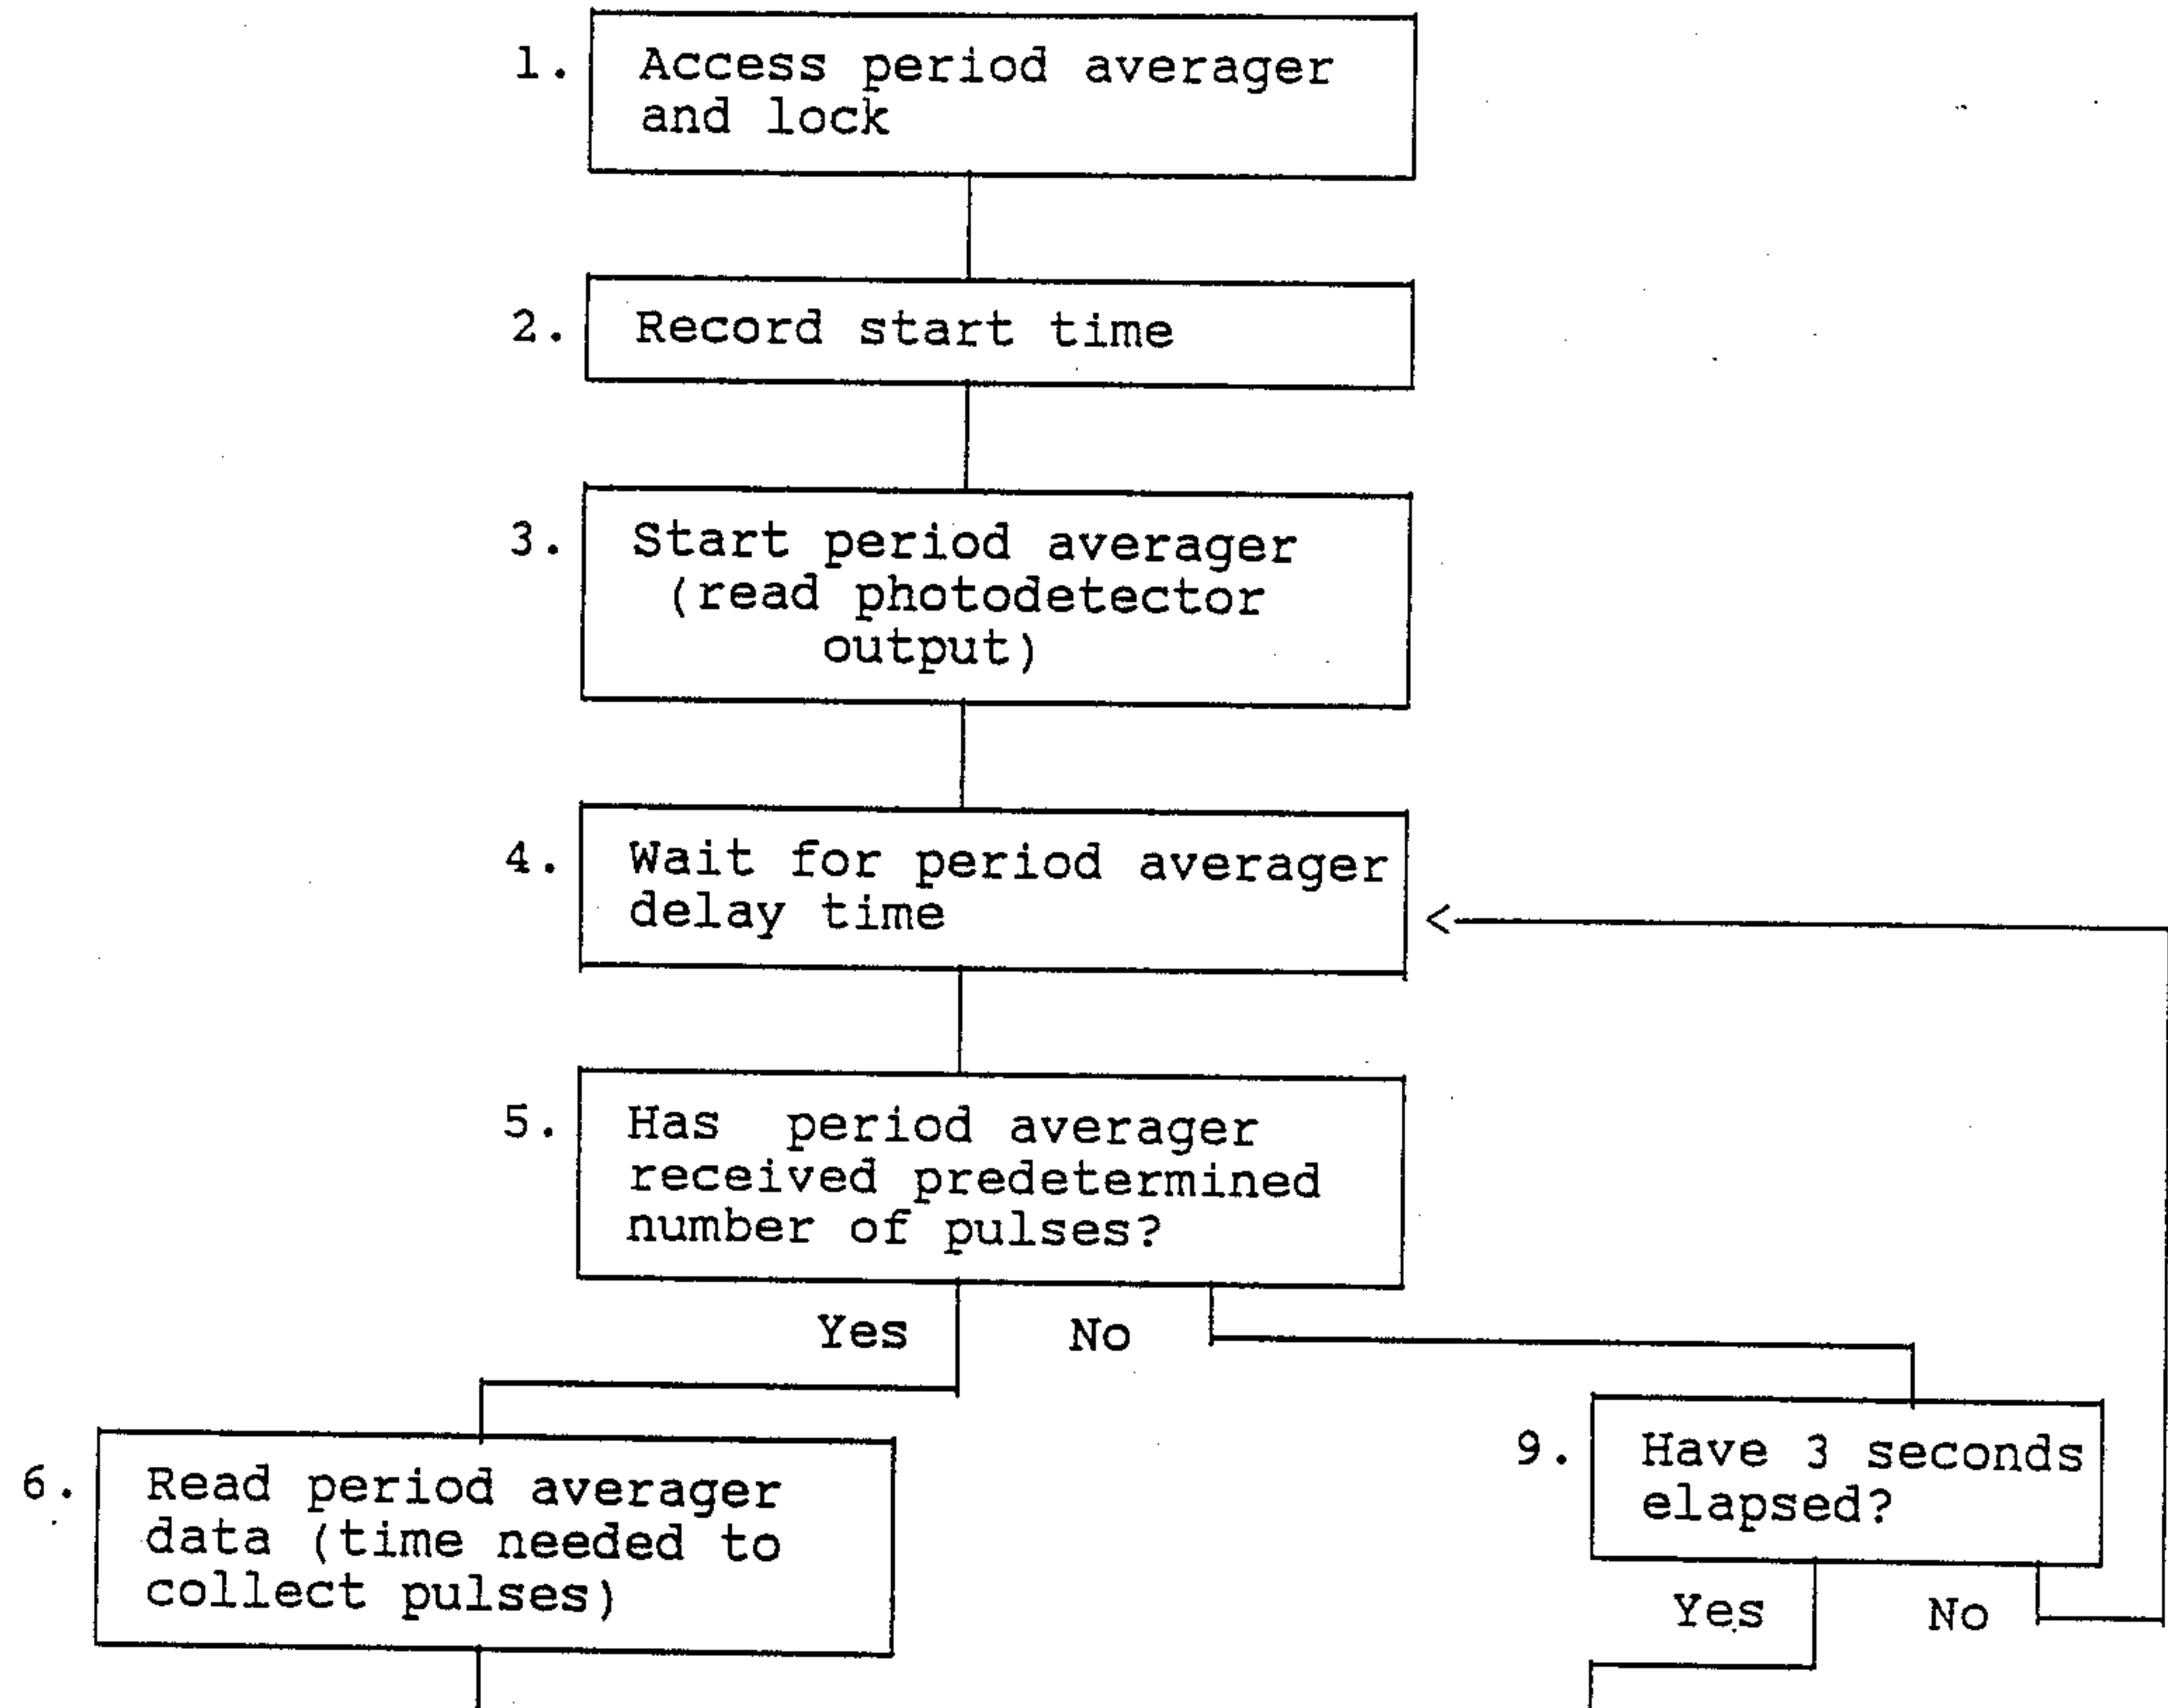 1. Access period averager
and lock
2. Record start time
3. Start period averager
(read photodetector
output)
4. Wait for period averager
delay time
5. Has period averager
received predetermined
number of pulses?
Yes No
6. Read period averager
data (time needed to
collect pulses)
9. Have 3 seconds
elapsed?
Yes No